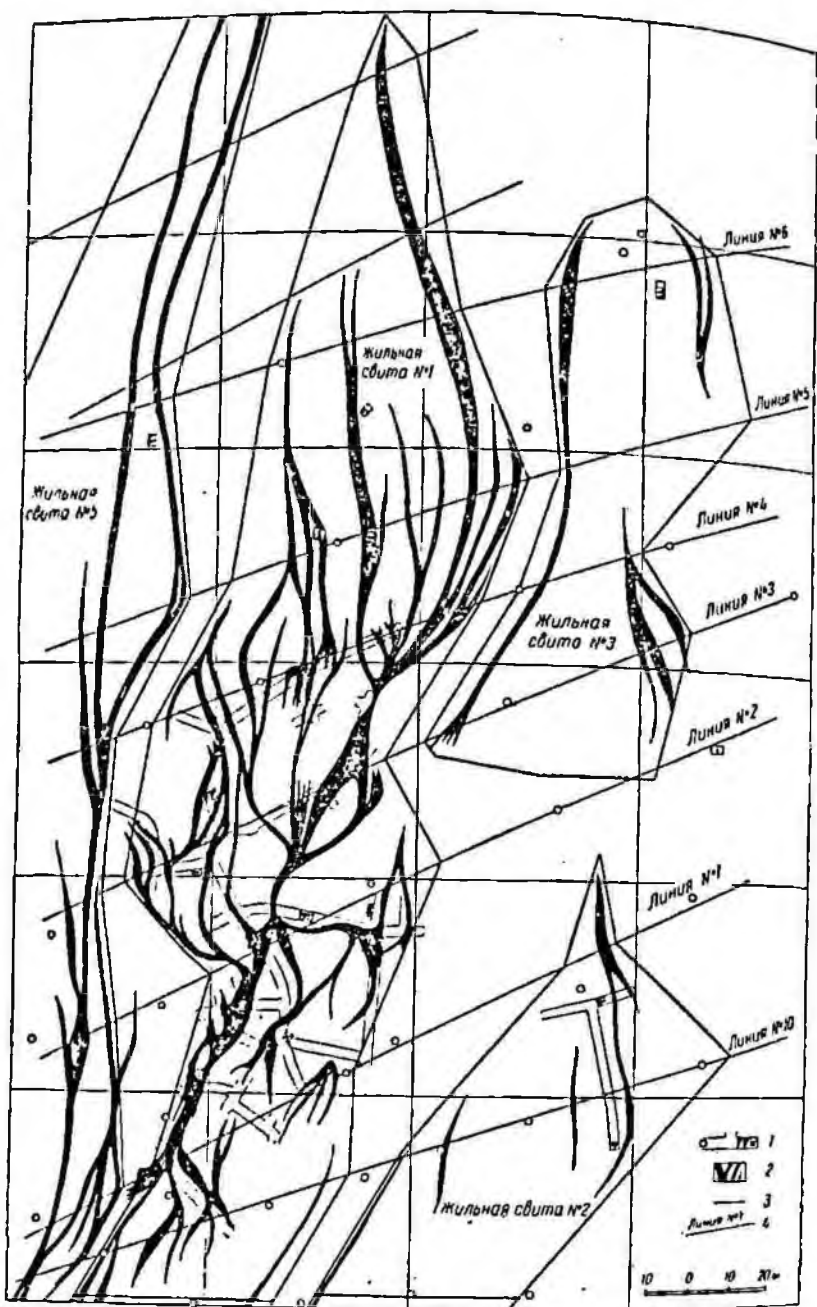 Линия №6
Жильная
свита №1
Линия №5
Жильная
свита №5
Линия №4
Линия №3
Жильная
свита №3
Линия №2
Линия №1
Линия №10
1
2
3
Линия №1 4
Жильная свита №2
10 0 10 20 м